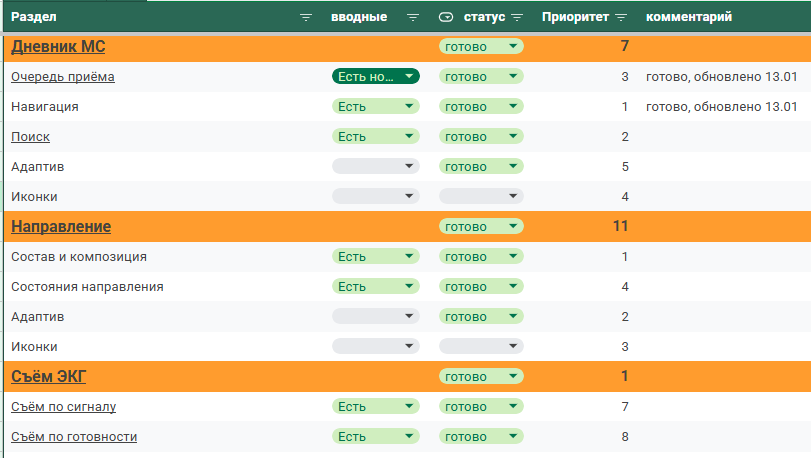 Раздел вводные статус Приоритет комментарий
Дневник МС готово 7
Очередь приёма Есть но... готово 3 готово, обновлено 13.01
Навигация Есть готово 1 готово, обновлено 13.01
Поиск Есть готово 2
Адаптив готово 5
Иконки 4
Направление готово 11
Состав и композиция Есть готово 1
Состояния направления Есть готово 4
Адаптив готово 2
Иконки 3
Съём ЭКГ готово 1
Съём по сигналу Есть готово 7
Съём по готовности Есть готово 8